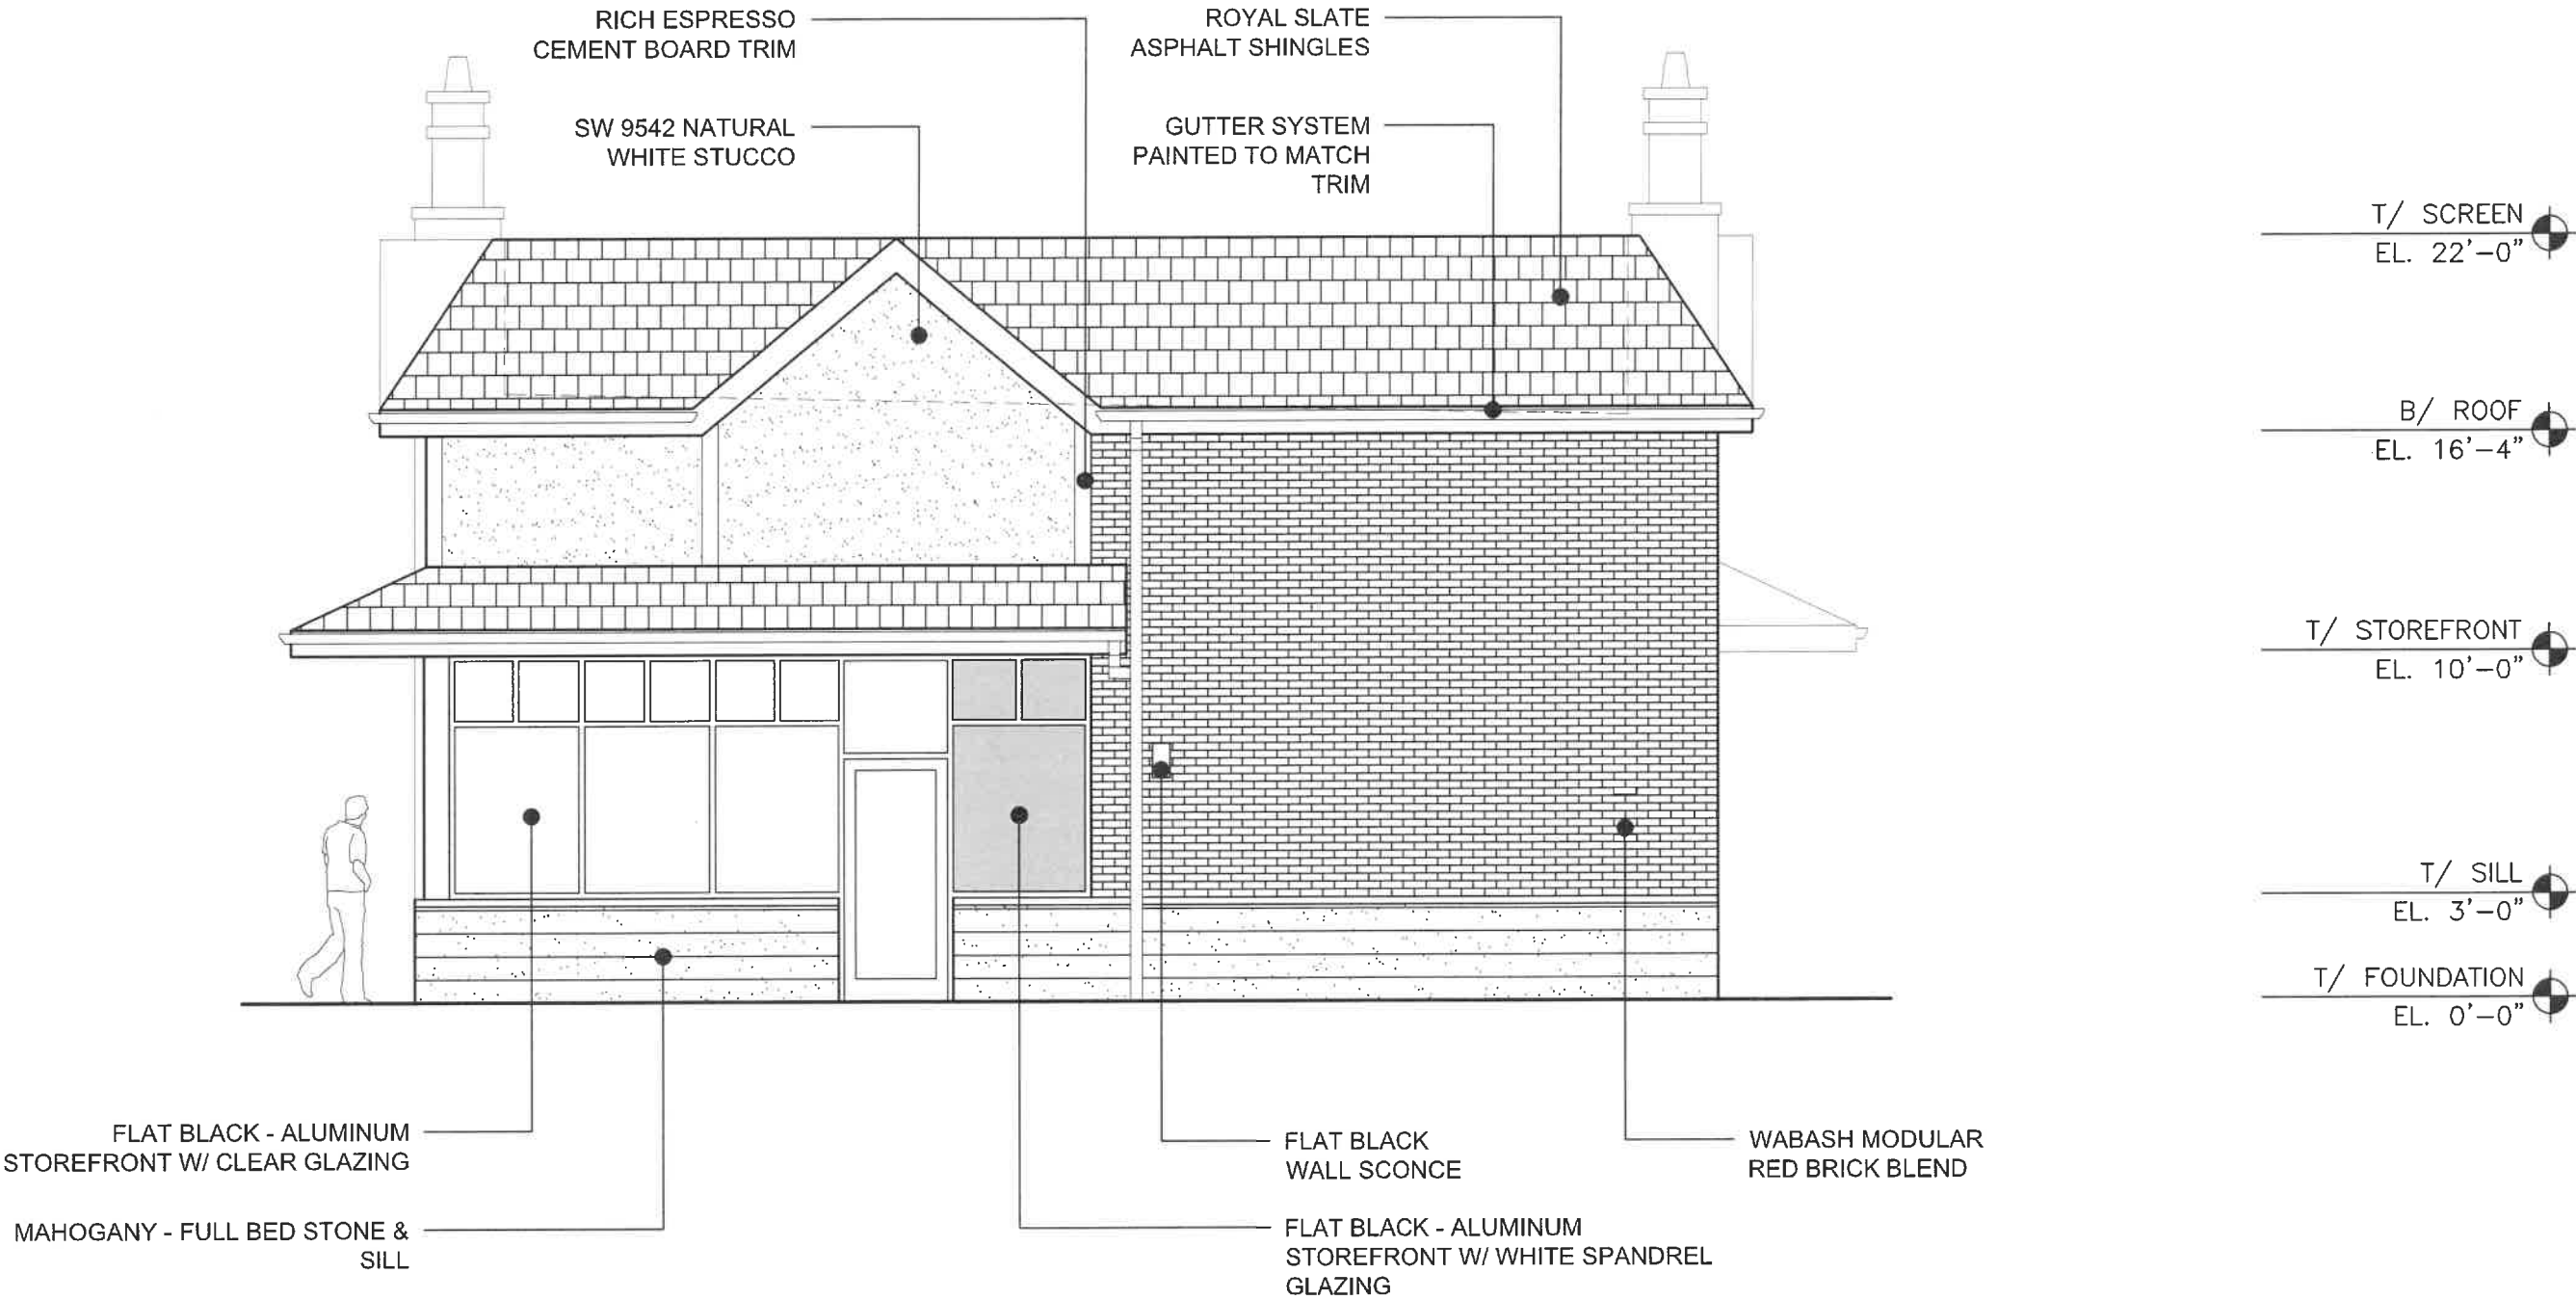 RICH ESPRESSO
CEMENT BOARD TRIM
SW 9542 NATURAL
WHITE STUCCO
ROYAL SLATE
ASPHALT SHINGLES
GUTTER SYSTEM
PAINTED TO MATCH
TRIM
T/ SCREEN
EL. 22'-0"
B/ ROOF
EL. 16'-4"
T/ STOREFRONT
EL. 10'-0"
T/ SILL
EL. 3'-0"
T/ FOUNDATION
EL. 0'-0"
FLAT BLACK - ALUMINUM
STOREFRONT W/ CLEAR GLAZING
MAHOGANY - FULL BED STONE &
SILL
FLAT BLACK
WALL SCONCE
FLAT BLACK - ALUMINUM
STOREFRONT W/ WHITE SPANDREL
GLAZING
WABASH MODULAR
RED BRICK BLEND